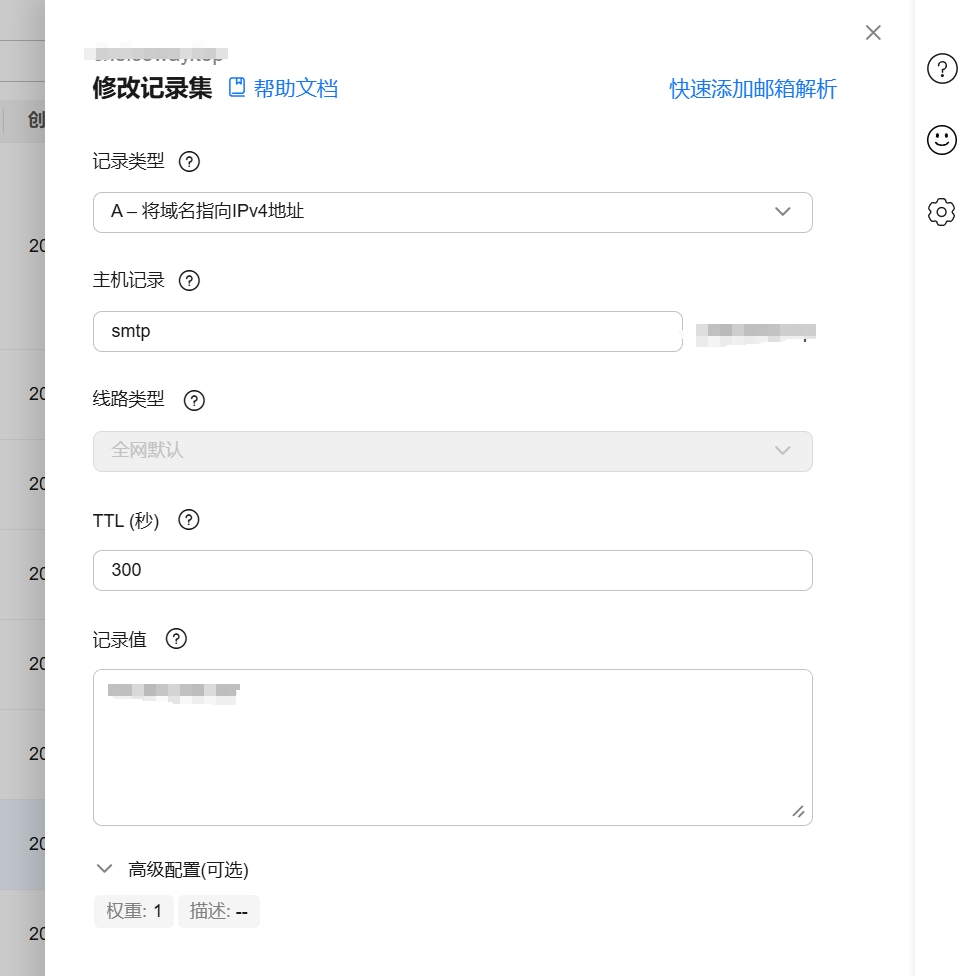 修改记录集 帮助文档 快速添加邮箱解析
创
记录类型 ?
A – 将域名指向IPv4地址
20
主机记录 ?
smtp
线路类型 ?
20
全网默认
20
TTL (秒) ?
300
20
记录值 ?
20
20
20
高级配置(可选)
权重: 1 描述: --
20